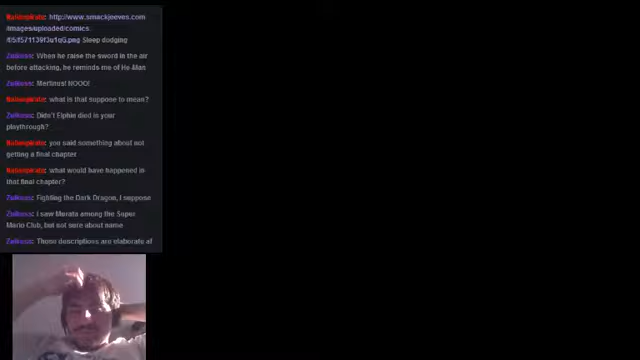 http://www.smackjeeves.com
/images/uploaded/comics
Sleep dodging
Zulkoss: When he raise the sword in the air
before attacking, he reminds me of He-Man
Zulkoss: NOOO!
what is that suppose to mean?
Zulkoss: Didn't Elphin died is your
playthrough?
you said something about not
getting a final chapter
what would have happened in
that final chapter?
Zulkoss: Fighting the Dark Dragon, I suppose
Zulkoss: I saw Murata among the Super
Mario Club, but not sure about
Zulkoss: descriptions are elaborate af